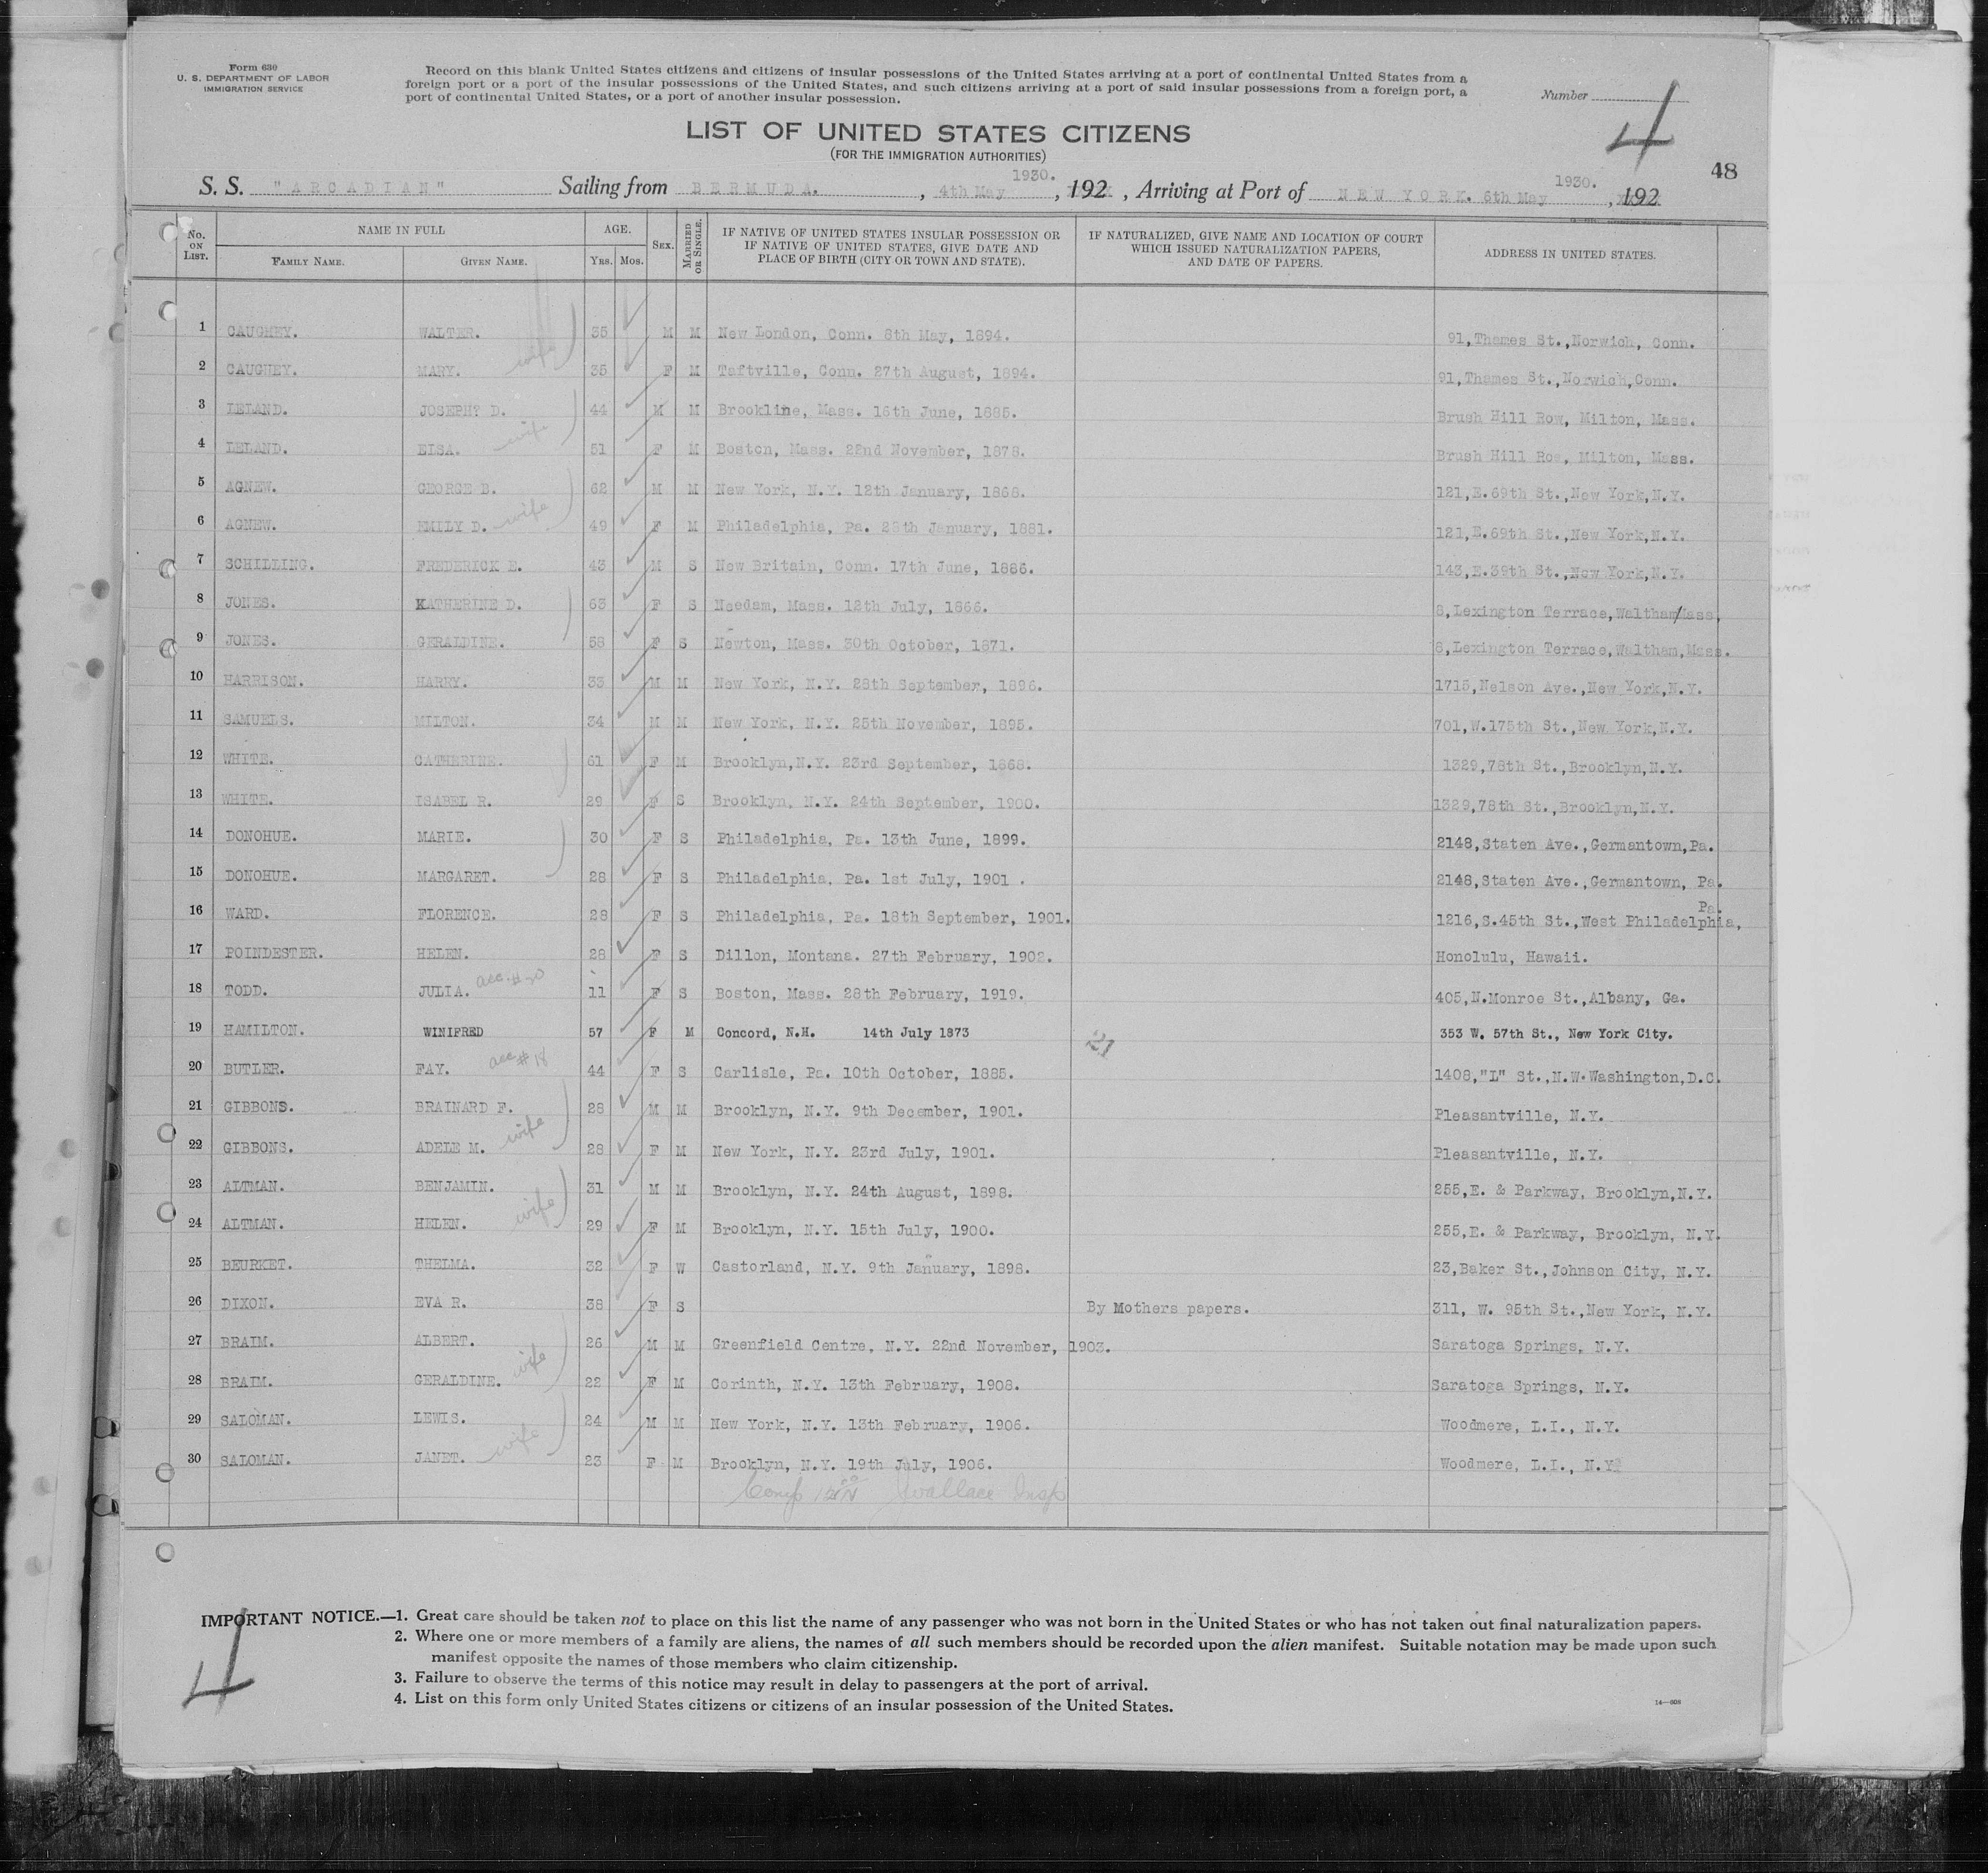 Form 630
U. S. DEPARTMENT OF LABOR
IMMIGRATION SERVICE
Record on this blank United States citizens and citizens of insular possessions of the United States arriving at a port of continental United States from a
foreign port or a port of the insular possessions of the United States, and such citizens arriving at a port of said insular possessions from a foreign port, a
port of continental United States, or a port of another insular possession.
Number
4
LIST OF UNITED STATES CITIZENS
(FOR THE IMMIGRATION AUTHORITIES)
48
S. S. "ARCADIAN" Sailing from BERMUDA. , 4th May 1930. , 192 , Arriving at Port of NEW YORK. 6th May 1930. , 192
No. ON LIST. NAME IN FULL AGE. SEX. MARRIED OR SINGLE. IF NATIVE OF UNITED STATES INSULAR POSSESSION OR IF NATIVE OF UNITED STATES, GIVE DATE AND PLACE OF BIRTH (CITY OR TOWN AND STATE). IF NATURALIZED, GIVE NAME AND LOCATION OF COURT WHICH ISSUED NATURALIZATION PAPERS, AND DATE OF PAPERS. ADDRESS IN UNITED STATES.
FAMILY NAME. GIVEN NAME. YRS. MOS.
1 CAUGHEY. WALTER. 35 M M New London, Conn. 8th May, 1894. 91,Thames St.,Norwich, Conn.
2 CAUGHEY. MARY. wife 35 F M Taftville, Conn. 27th August, 1894. 91,Thames St.,Norwich,Conn.
3 LELAND. JOSEPH? D. 44 M M Brookline, Mass. 16th June, 1885. Brush Hill Row, Milton, Mass.
4 LELAND. EISA. wife 51 F M Boston, Mass. 22nd November, 1878. Brush Hill Row, Milton, Mass.
5 AGNEW. GEORGE B. 62 M M New York, N.Y. 12th January, 1868. 121,E.69th St.,New York,N.Y.
6 AGNEW. EMILY D. wife 49 F M Philadelphia, Pa. 28th January, 1881. 121,E.69th St.,New York,N.Y.
7 SCHILLING. FREDERICK E. 43 M S New Britain, Conn. 17th June, 1886. 143,E.39th St.,New York,N.Y.
8 JONES. KATHERINE D. 63 F S Needam, Mass. 12th July, 1866. 8,Lexington Terrace,Waltham/Mass,
9 JONES. GERALDINE. 58 F S Newton, Mass. 30th October, 1871. 8,Lexington Terrace,Waltham,Mass.
10 HARRISON. HARRY. 33 M M New York, N.Y. 28th September, 1896. 1715,Nelson Ave.,New York,N.Y.
11 SAMUELS. MILTON. 34 M M New York, N.Y. 25th November, 1895. 701,W.175th St.,New York,N.Y.
12 WHITE. CATHERINE. 61 F M Brooklyn,N.Y. 23rd September, 1868. 1329,78th St.,Brooklyn,N.Y.
13 WHITE. ISABEL R. 29 F S Brooklyn, N.Y. 24th September, 1900. 1329,78th St.,Brooklyn,N.Y.
14 DONOHUE. MARIE. 30 F S Philadelphia, Pa. 13th June, 1899. 2148,Staten Ave.,Germantown,Pa.
15 DONOHUE. MARGARET. 28 F S Philadelphia, Pa. 1st July, 1901 . 2148,Staten Ave.,Germantown, Pa.
16 WARD. FLORENCE. 28 F S Philadelphia, Pa. 18th September, 1901. 1216,S.45th St.,West Philadelphia, Pa.
17 POINDESTER. HELEN. 28 F S Dillon, Montana. 27th February, 1902. Honolulu, Hawaii.
18 TODD. JULIA. acc. #20 11 F S Boston, Mass. 28th February, 1919. 405,N.Monroe St.,Albany, Ga.
19 HAMILTON. WINIFRED 57 F M Concord, N.H. 14th July 1873 21 353 W. 57th St., New York City.
20 BUTLER. FAY. acc #18 44 F S Carlisle, Pa. 10th October, 1885. 1408,"L" St.,N.W.Washington,D.C.
21 GIBBONS. BRAINARD F. 28 M M Brooklyn, N.Y. 9th December, 1901. Pleasantville, N.Y.
22 GIBBONS. ADELE M. wife 28 F M New York, N.Y. 23rd July, 1901. Pleasantville, N.Y.
23 ALTMAN. BENJAMIN. 31 M M Brooklyn, N.Y. 24th August, 1898. 255,E. & Parkway, Brooklyn,N.Y.
24 ALTMAN. HELEN. wife 29 F M Brooklyn, N.Y. 15th July, 1900. 255,E. & Parkway, Brooklyn, N.Y.
25 BEURKET. THELMA. 32 F W Castorland, N.Y. 9th January, 1898. 23,Baker St.,Johnson City, N.Y.
26 DIXON. EVA R. 38 F S By Mothers papers. 311, W. 95th St.,New York, N.Y.
27 BRAIM. ALBERT. 26 M M Greenfield Centre, N.Y. 22nd November, 1903. Saratoga Springs, N.Y.
28 BRAIM. GERALDINE. wife 22 F M Corinth, N.Y. 13th February, 1908. Saratoga Springs, N.Y.
29 SALOMAN. LEWIS. 24 M M New York, N.Y. 13th February, 1906. Woodmere, L.I., N.Y.
30 SALOMAN. JANET. wife 23 F M Brooklyn, N.Y. 19th July, 1906. Woodmere, L.I., N.Y
Wallace Insp
IMPORTANT NOTICE.—1. Great care should be taken not to place on this list the name of any passenger who was not born in the United States or who has not taken out final naturalization papers.
2. Where one or more members of a family are aliens, the names of all such members should be recorded upon the alien manifest. Suitable notation may be made upon such
manifest opposite the names of those members who claim citizenship.
3. Failure to observe the terms of this notice may result in delay to passengers at the port of arrival.
4. List on this form only United States citizens or citizens of an insular possession of the United States.
4
14—808